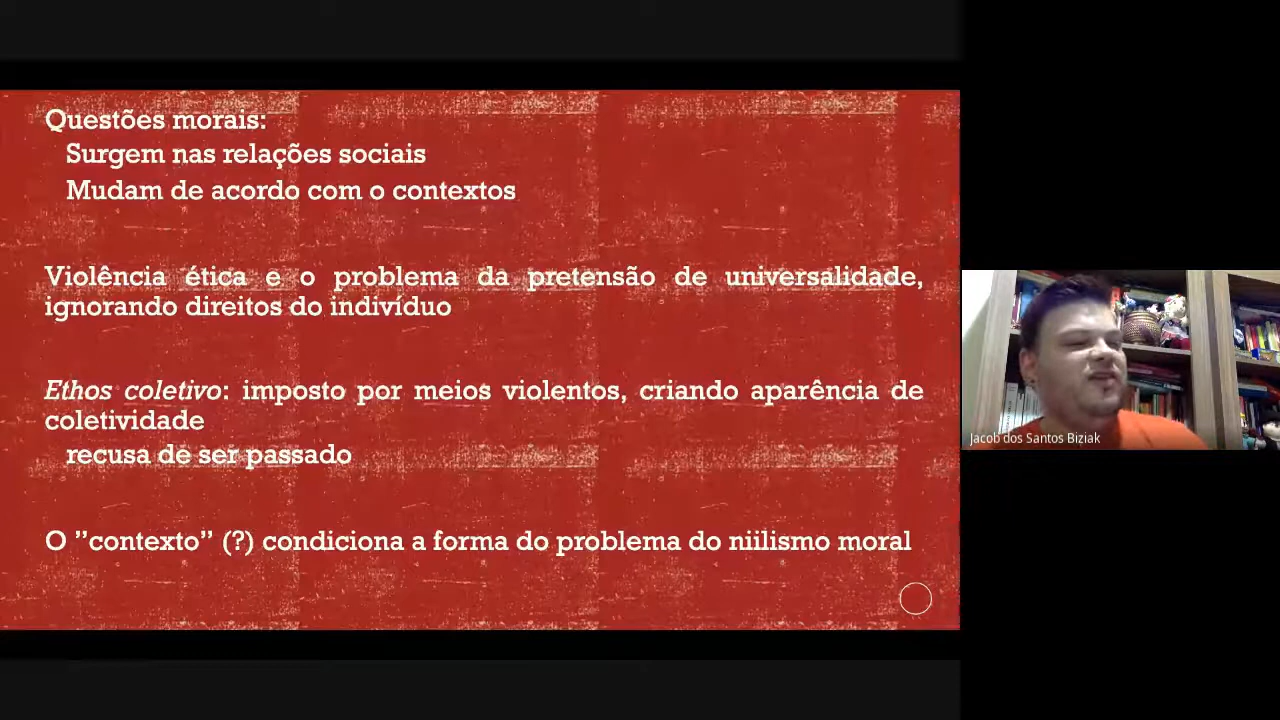 Questões morais:
Surgem nas relações sociais
Mudam de acordo com o contextos
Violência ética e o problema da pretensão de universalidade,
ignorando direitos do indivíduo
Ethos coletivo: imposto por meios violentos, criando aparência de
coletividade
recusa de ser passado
O ”contexto” (?) condiciona a forma do problema do niilismo moral
Jacob dos Santos Biziak